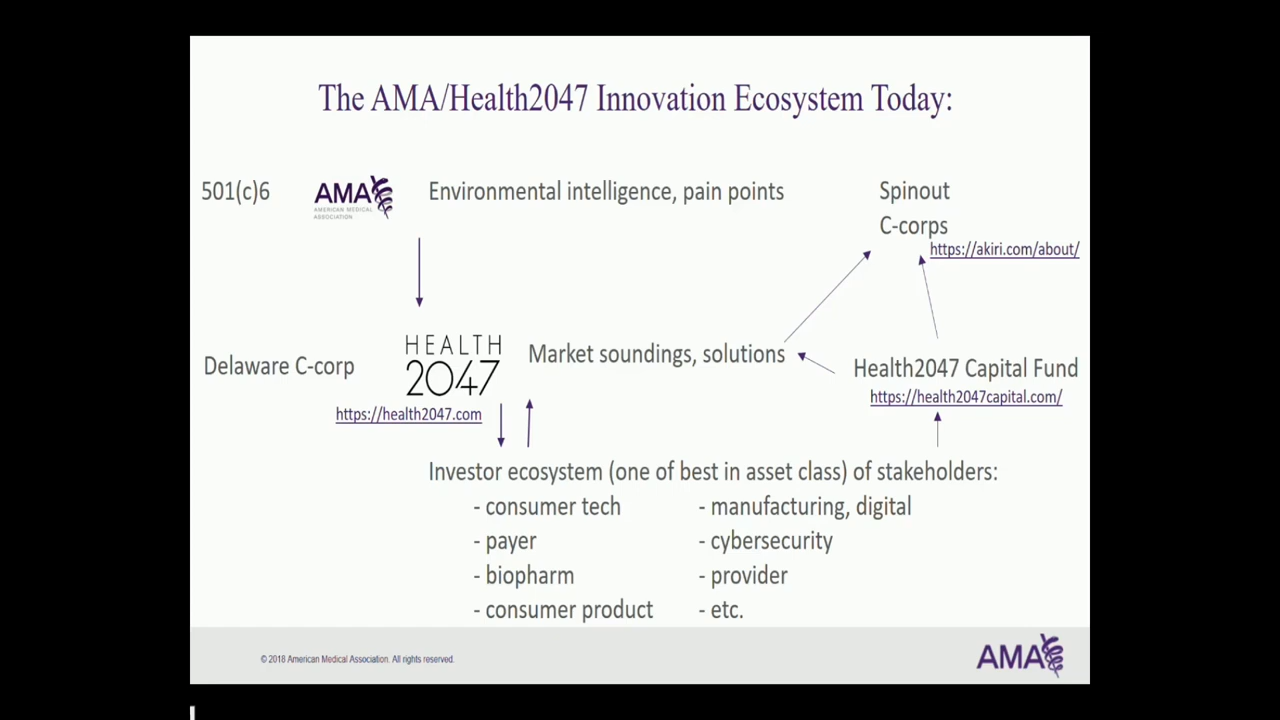 The AMA/Health2047 Innovation Ecosystem Today:
501(c)6
AMA
AMERICAN MEDICAL
ASSOCIATION
Environmental intelligence, pain points
Spinout
C-corps
https://akiri.com/about/
Delaware C-corp
HEALTH
2047
https://health2047.com
Market soundings, solutions
Health2047 Capital Fund
https://health2047capital.com/
Investor ecosystem (one of best in asset class) of stakeholders:
- consumer tech
- payer
- biopharm
- consumer product
- manufacturing, digital
- cybersecurity
- provider
- etc.
© 2018 American Medical Association. All rights reserved.
AMA